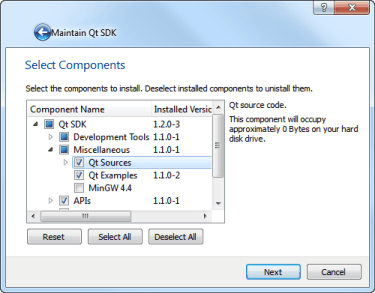 Maintain Qt SDK
Select Components
Select the components to install. Deselect installed components to unistall them.
Component Name Installed Versic
Qt SDK 1.2.0-3
Development Tools 1.1.0-1
Miscellaneous 1.1.0-1
Qt Sources
Qt Examples 1.1.0-2
MinGW 4.4
APIs 1.1.0-1
Qt source code.
This component will occupy
approximately 0 Bytes on your hard
disk drive.
Reset Select All Deselect All
Next Cancel